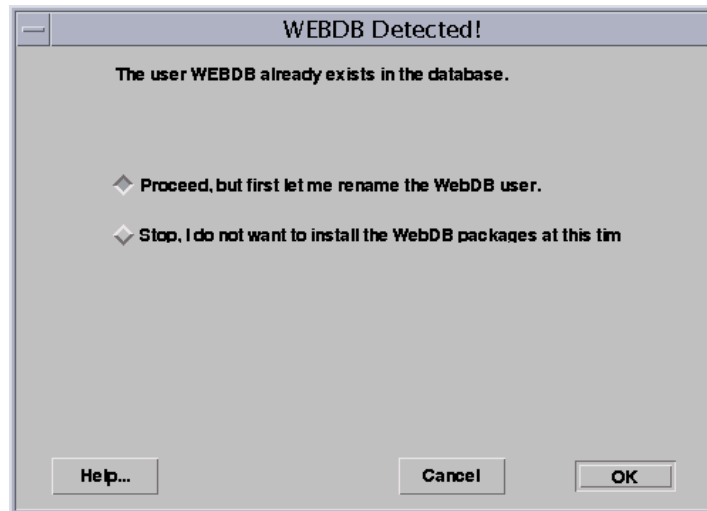 WEBDB Detected!
The user WEBDB already exists in the database.
Proceed, but first let me rename the WebDB user.
Stop, I do not want to install the WebDB packages at this tim
Help...
Cancel
OK